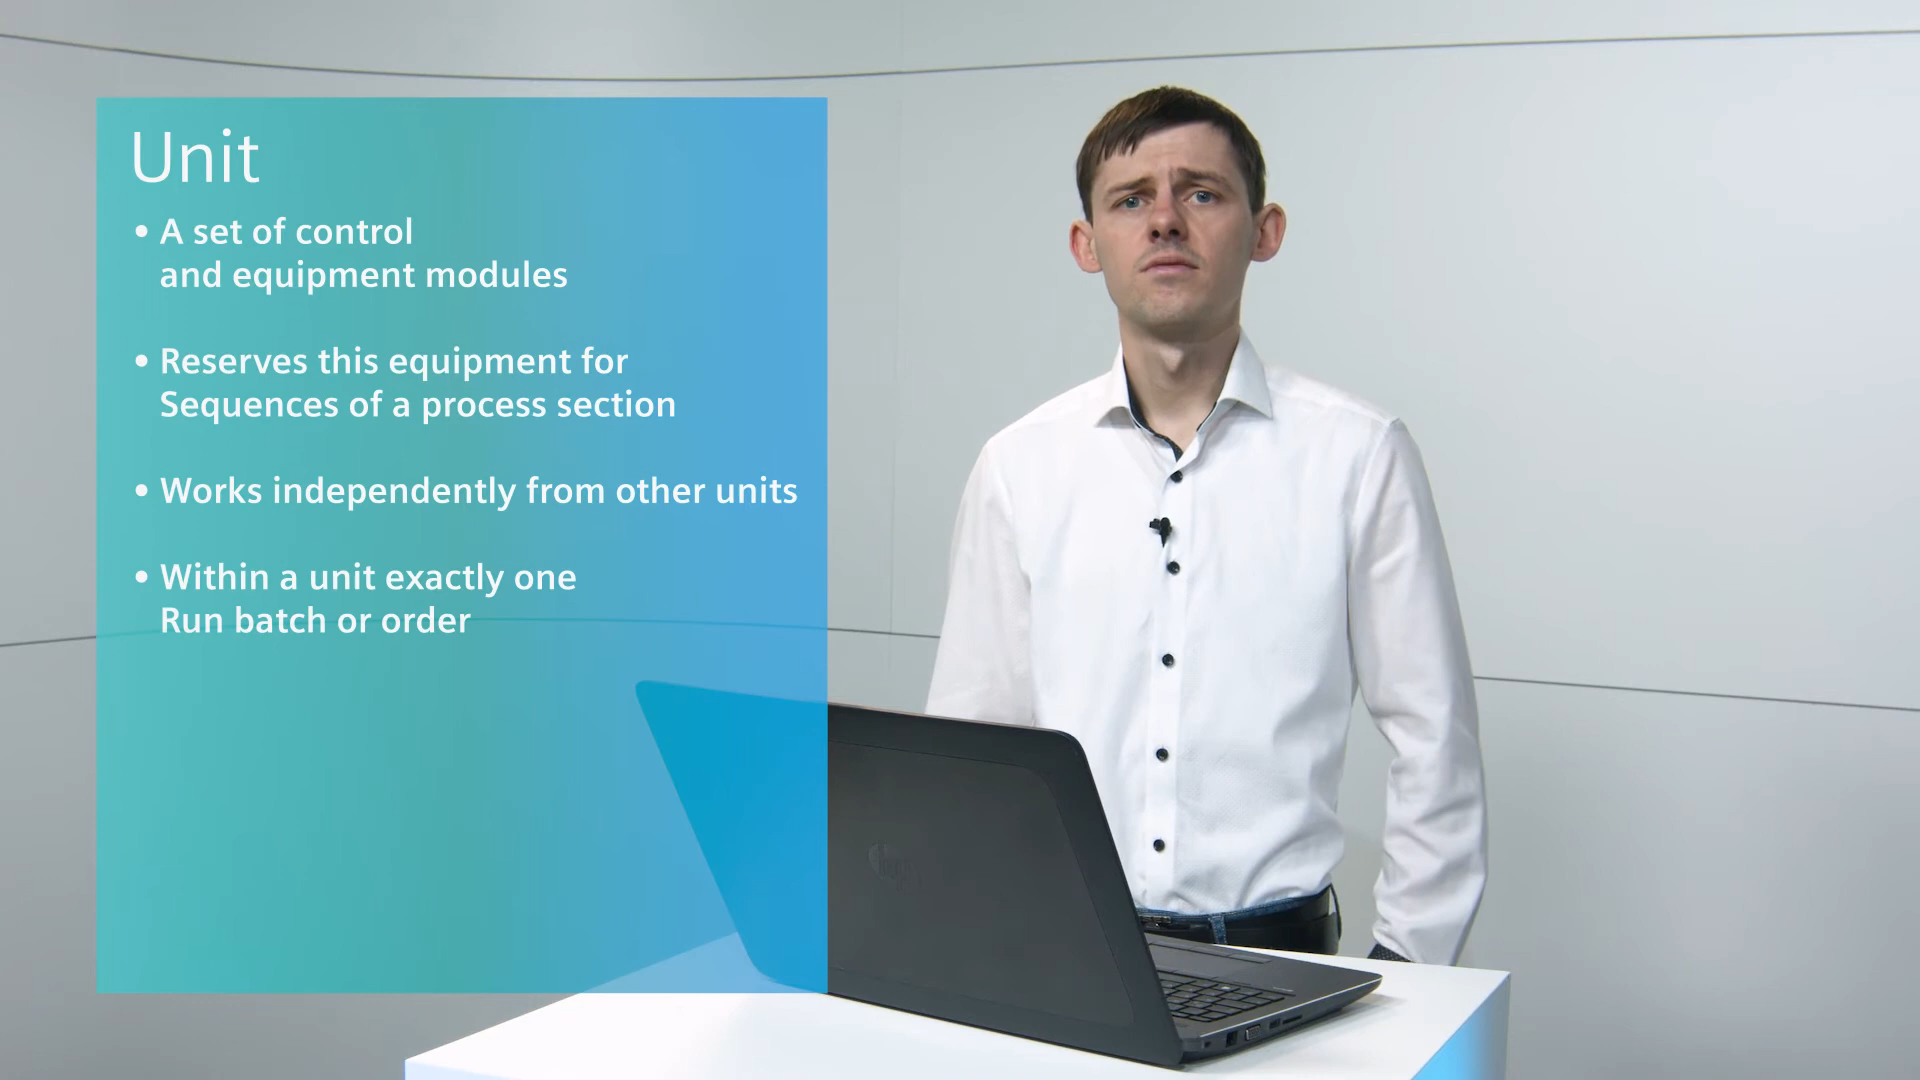 Unit
• A set of control
and equipment modules
• Reserves this equipment for
Sequences of a process section
• Works independently from other units
• Within a unit exactly one
Run batch or order
hp